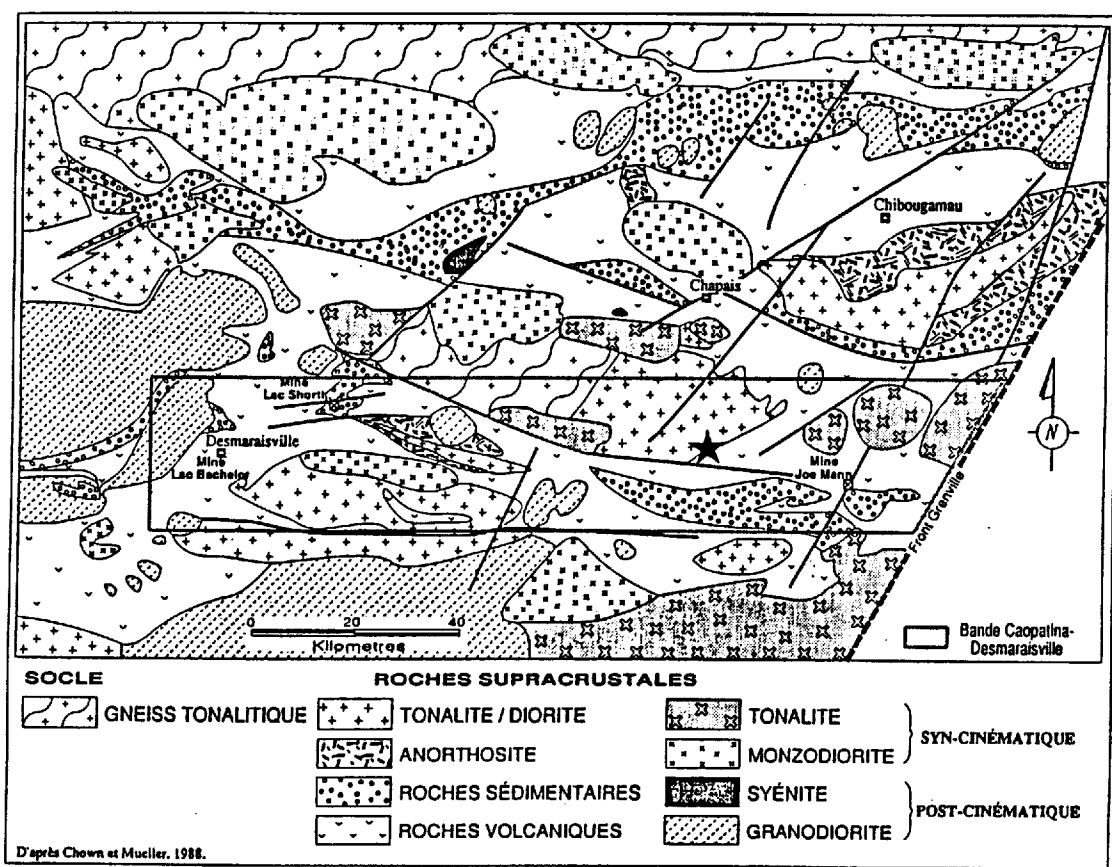 Chibougamau
Chapais
Mine
Lac Shortt
Desmaraisville
Mine
Lac Bachelor
Mine
Joe Mann
N
Front Grenville
0 20 40
Kilometres
Bande Caopatina-
Desmaraisville
SOCLE
ROCHES SUPRACRUSTALES
GNEISS TONALITIQUE
TONALITE / DIORITE
TONALITE
SYN-CINÉMATIQUE
ANORTHOSITE
MONZODIORITE
ROCHES SÉDIMENTAIRES
SYÉNITE
POST-CINÉMATIQUE
ROCHES VOLCANIQUES
GRANODIORITE
D'après Chown et Mueller. 1988.